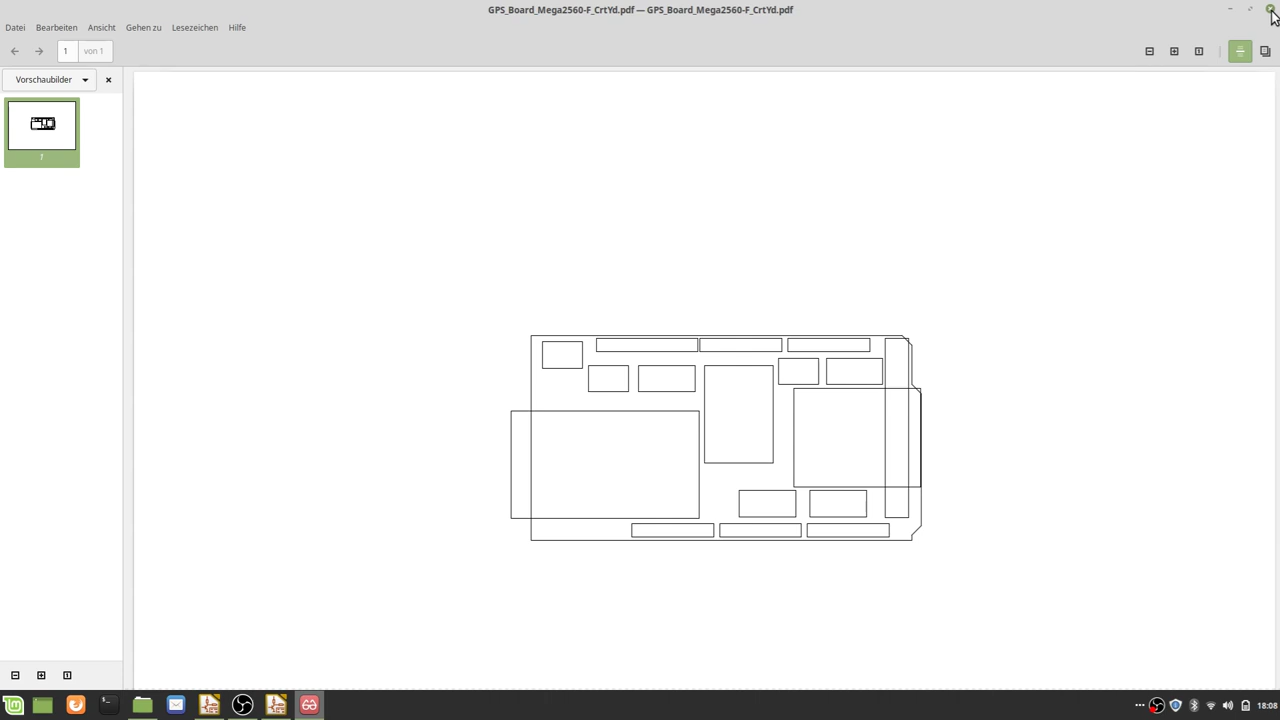 GPS_Board_Mega2560-F_CrtYd.pdf — GPS_Board_Mega2560-F_CrtYd.pdf
Datei Bearbeiten Ansicht Gehen zu Lesezeichen Hilfe
1 von 1
Vorschaubilder
1
18:08